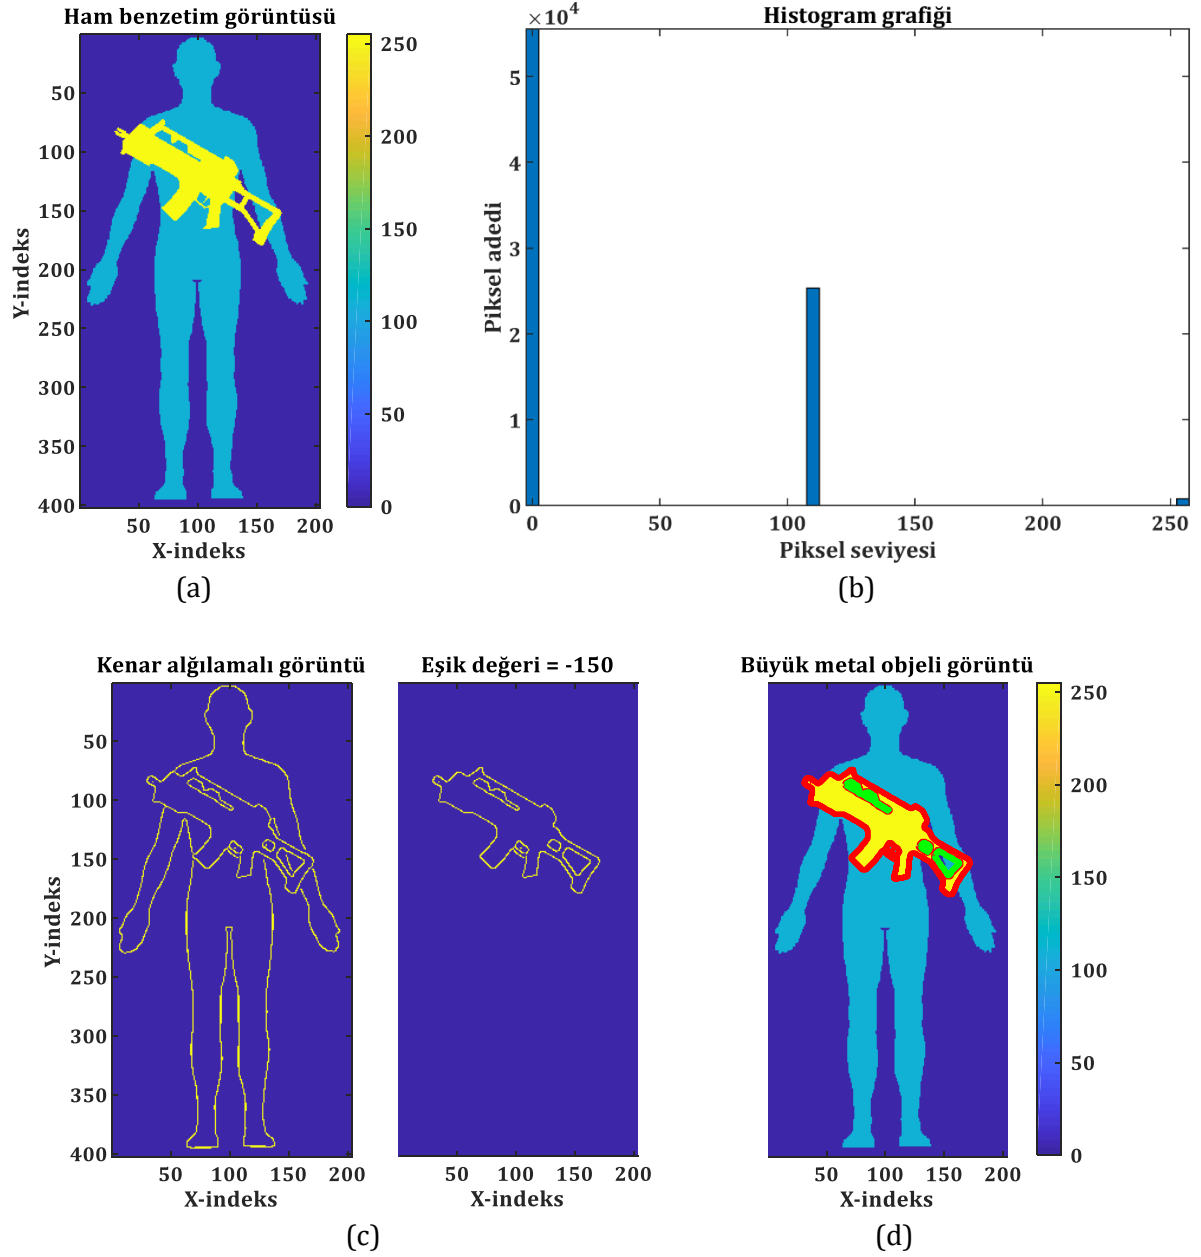 Ham benzetim görüntüsü
50
100
150
200
250
300
350
400
Y-indeks
50 100 150 200
X-indeks
250
200
150
100
50
0
(a)
Histogram grafiği
×10⁴
5
4
3
2
1
0
Piksel adedi
0 50 100 150 200 250
Piksel seviyesi
(b)
Kenar alğılamalı görüntü
50
100
150
200
250
300
350
400
Y-indeks
50 100 150 200
X-indeks
Eşik değeri = -150
50 100 150 200
X-indeks
(c)
Büyük metal objeli görüntü
50 100 150 200
X-indeks
250
200
150
100
50
0
(d)